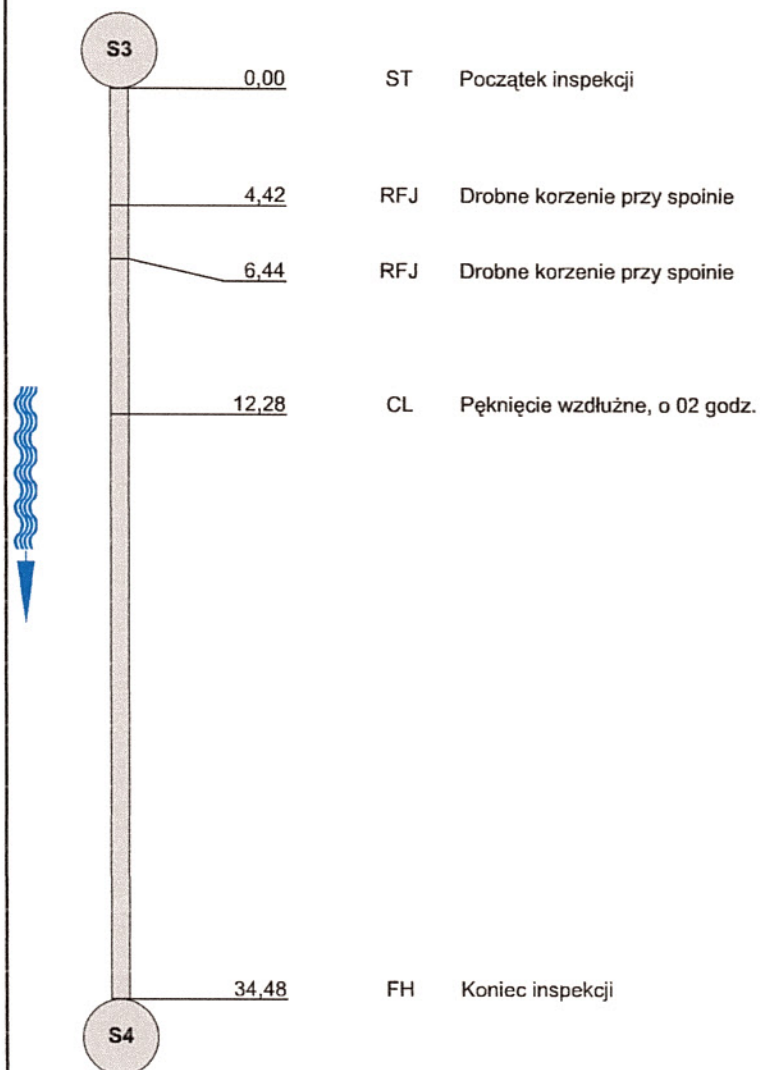 S3
0,00 ST Początek inspekcji
4,42 RFJ Drobne korzenie przy spoinie
6,44 RFJ Drobne korzenie przy spoinie
12,28 CL Pęknięcie wzdłużne, o 02 godz.
34,48 FH Koniec inspekcji
S4